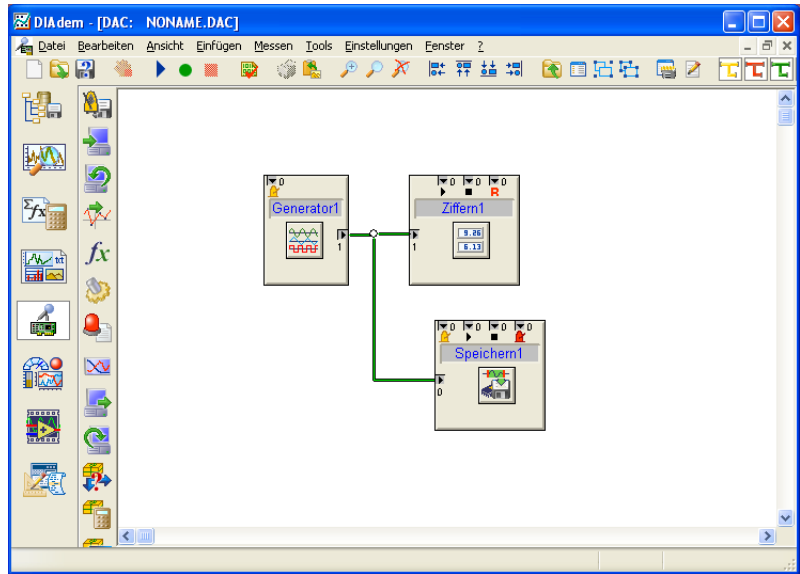 DIAdem - [DAC: NONAME.DAC]
Datei Bearbeiten Ansicht Einfügen Messen Tools Einstellungen Fenster ?
0
Generator1
1
0 0 0
R
Ziffern1
9.26
6.13
1
0 0 0 0
Speichern1
0